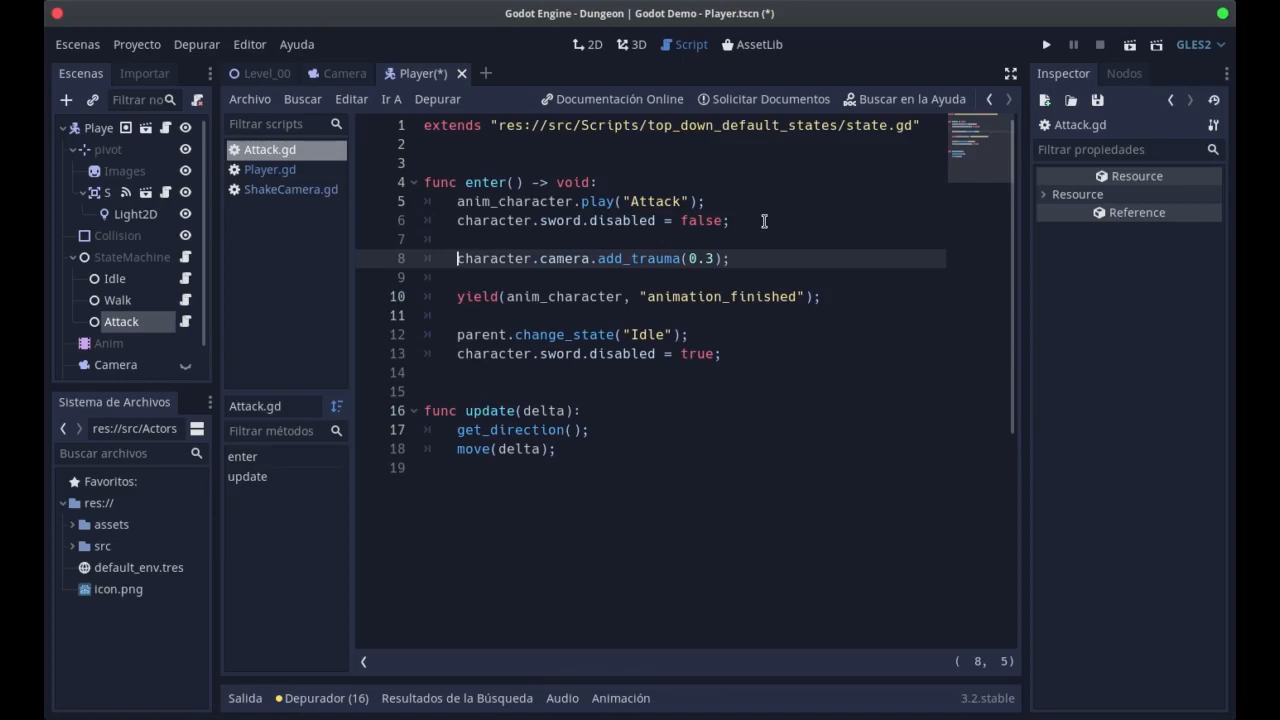 Godot Engine - Dungeon | Godot Demo - Player.tscn (*)
Escenas Proyecto Depurar Editor Ayuda 2D 3D Script AssetLib GLES2
Escenas Importar Level_00 Camera Player(*) Inspector Nodos
Filtrar no Archivo Buscar Editar Ir A Depurar Documentación Online Solicitar Documentos Buscar en la Ayuda
Playe
pivot
Images
S
Light2D
Collision
StateMachine
Idle
Walk
Attack
Anim
Camera
Sistema de Archivos
res://src/Actors
Buscar archivos
Favoritos:
res://
assets
src
default_env.tres
icon.png
Filtrar scripts
Attack.gd
Player.gd
ShakeCamera.gd
Attack.gd
Filtrar métodos
enter
update
1 extends "res://src/Scripts/top_down_default_states/state.gd"
2
3
4 func enter() -> void:
5 anim_character.play("Attack");
6 character.sword.disabled = false;
7
8 character.camera.add_trauma(0.3);
9
10 yield(anim_character, "animation_finished");
11
12 parent.change_state("Idle");
13 character.sword.disabled = true;
14
15
16 func update(delta):
17 get_direction();
18 move(delta);
19
( 8, 5)
Attack.gd
Filtrar propiedades
Resource
Resource
Reference
Salida Depurador (16) Resultados de la Búsqueda Audio Animación 3.2.stable